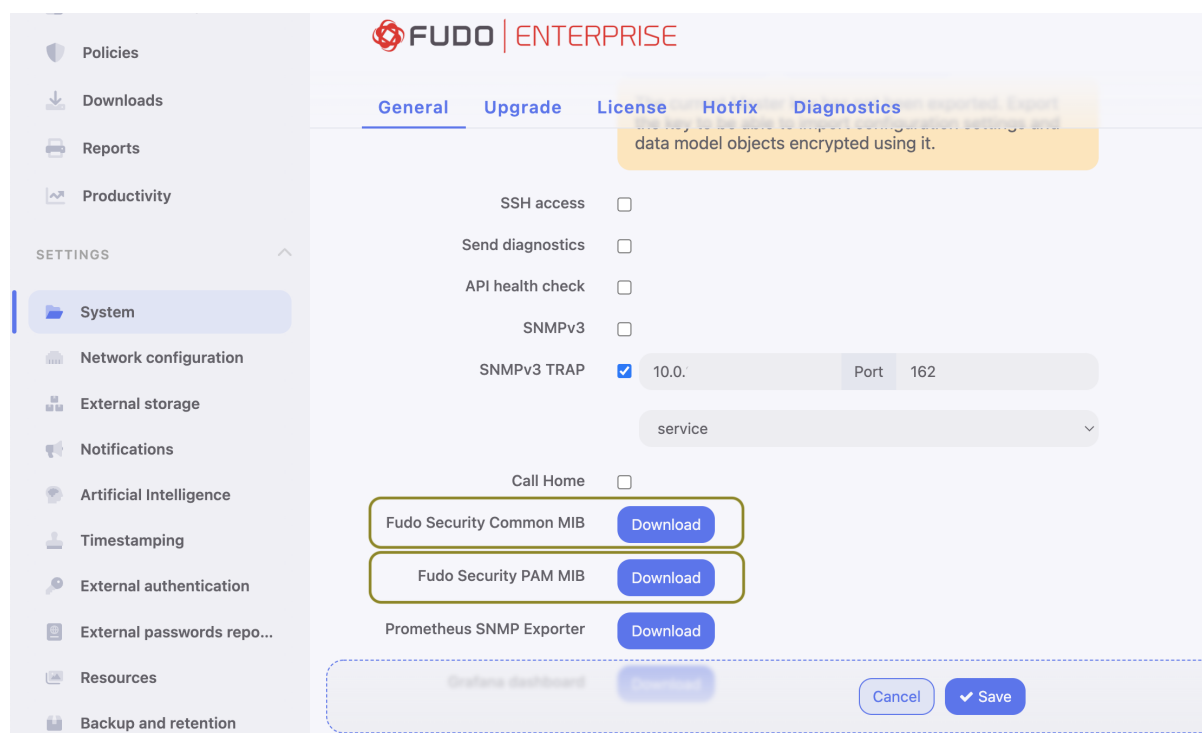 Policies
Downloads
Reports
Productivity
SETTINGS
System
Network configuration
External storage
Notifications
Artificial Intelligence
Timestamping
External authentication
External passwords repo...
Resources
Backup and retention
FUDO ENTERPRISE
General Upgrade License Hotfix Diagnostics
the key to be able to import configuration settings and
data model objects encrypted using it.
SSH access
Send diagnostics
API health check
SNMPv3
SNMPv3 TRAP 10.0. Port 162
service
Call Home
Fudo Security Common MIB Download
Fudo Security PAM MIB Download
Prometheus SNMP Exporter Download
Grafana dashboard Download
Cancel Save